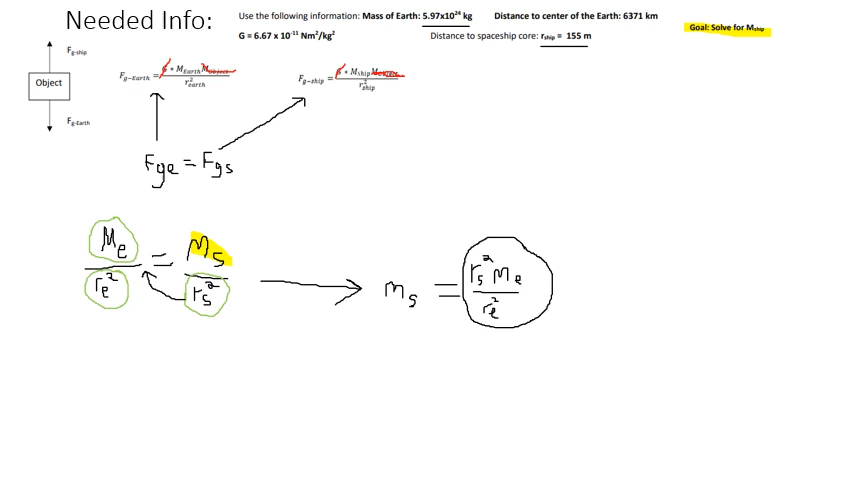 Needed Info:
Use the following information: Mass of Earth: 5.97x10²⁴ kg Distance to center of the Earth: 6371 km
G = 6.67 x 10⁻¹¹ Nm²/kg² Distance to spaceship core: rship = 155 m
Goal: Solve for Mship
Fg-ship
Object
Fg-Earth
Fg−Earth = G * MEarth MObject / r²earth
Fg−ship = G * Mship MObject / r²ship
Fge = Fgs
Me / re² = Ms / rs²
ms = rs² me / re²